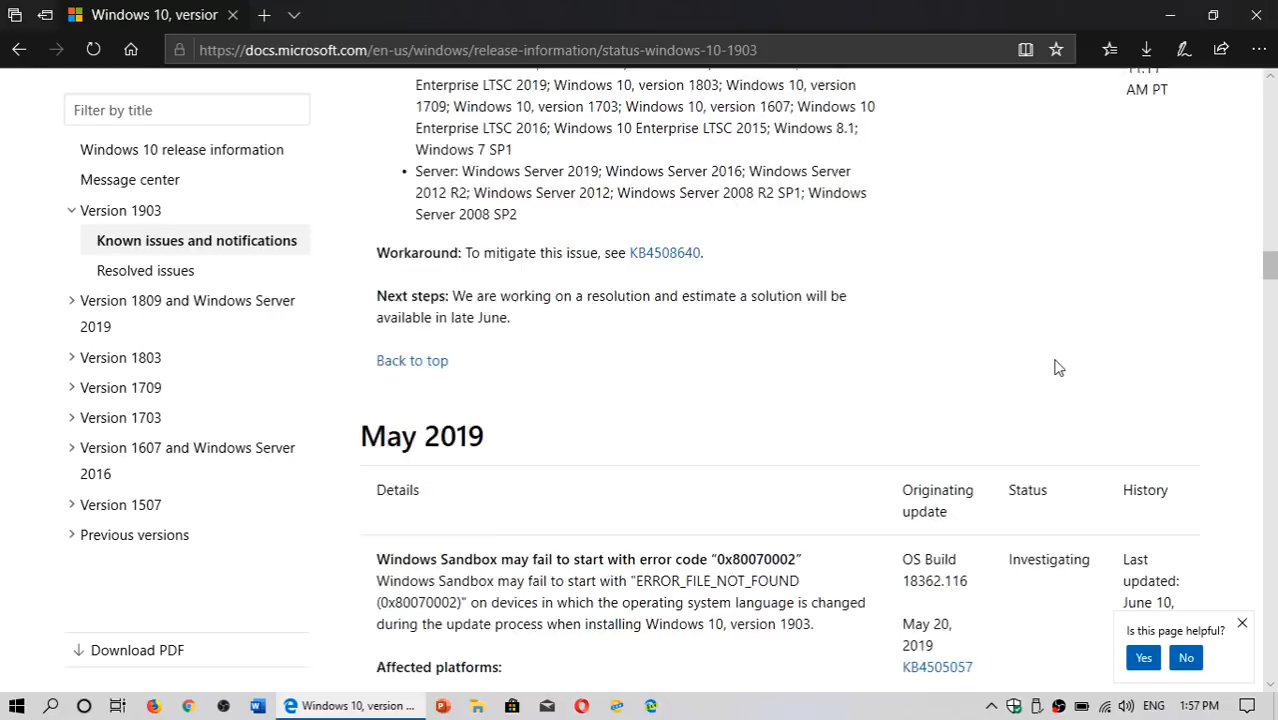 Windows 10, version
https://docs.microsoft.com/en-us/windows/release-information/status-windows-10-1903
Filter by title
Windows 10 release information
Message center
Version 1903
Known issues and notifications
Resolved issues
Version 1809 and Windows Server
2019
Version 1803
Version 1709
Version 1703
Version 1607 and Windows Server
2016
Version 1507
Previous versions
Download PDF
Enterprise LTSC 2019; Windows 10, version 1803; Windows 10, version
1709; Windows 10, version 1703; Windows 10, version 1607; Windows 10
Enterprise LTSC 2016; Windows 10 Enterprise LTSC 2015; Windows 8.1;
Windows 7 SP1
• Server: Windows Server 2019; Windows Server 2016; Windows Server
2012 R2; Windows Server 2012; Windows Server 2008 R2 SP1; Windows
Server 2008 SP2
AM PT
Workaround: To mitigate this issue, see KB4508640.
Next steps: We are working on a resolution and estimate a solution will be
available in late June.
Back to top
May 2019
Details
Originating
update
Status
History
Windows Sandbox may fail to start with error code "0x80070002"
Windows Sandbox may fail to start with "ERROR_FILE_NOT_FOUND
(0x80070002)" on devices in which the operating system language is changed
during the update process when installing Windows 10, version 1903.
Affected platforms:
OS Build
18362.116
May 20,
2019
KB4505057
Investigating
Last
updated:
June 10,
Is this page helpful?
Yes
No
Windows 10, version ...
ENG
1:57 PM